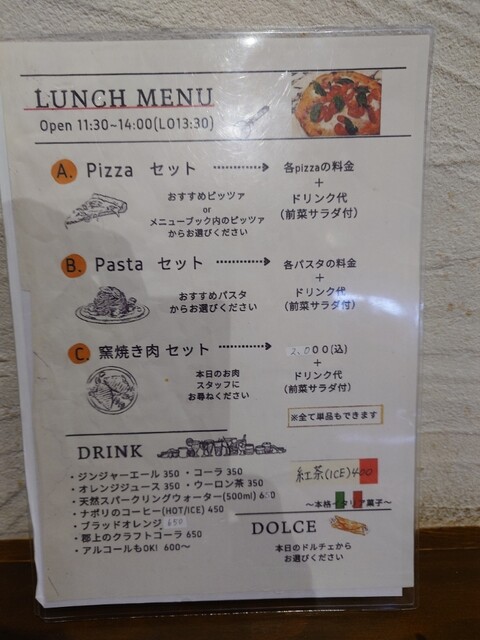 LUNCH MENU
Open 11:30~14:00(LO13:30)
A. Pizza セット
各pizzaの料金
+
ドリンク代
(前菜サラダ付)
おすすめピッツァ
or
メニューブック内のピッツァ
からお選びください
B. Pasta セット
各パスタの料金
+
ドリンク代
(前菜サラダ付)
おすすめパスタ
からお選びください
C. 窯焼き肉 セット
2,000(込)
+
ドリンク代
(前菜サラダ付)
本日のお肉
スタッフに
お尋ねください
※全て単品もできます
DRINK
・ジンジャーエール 350 ・コーラ 350
・オレンジジュース 350 ・ウーロン茶 350
・天然スパークリングウォーター(500ml)
・ナポリのコーヒー(HOT/ICE) 450
・ブラッドオレンジ 650
・郡上のクラフトコーラ 650
・アルコールもOK! 600~
紅茶(ICE)400
~本格イタリア菓子~
DOLCE
本日のドルチェから
お選びください